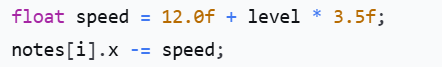 float speed = 12.0f + level * 3.5f;
notes[i].x -= speed;